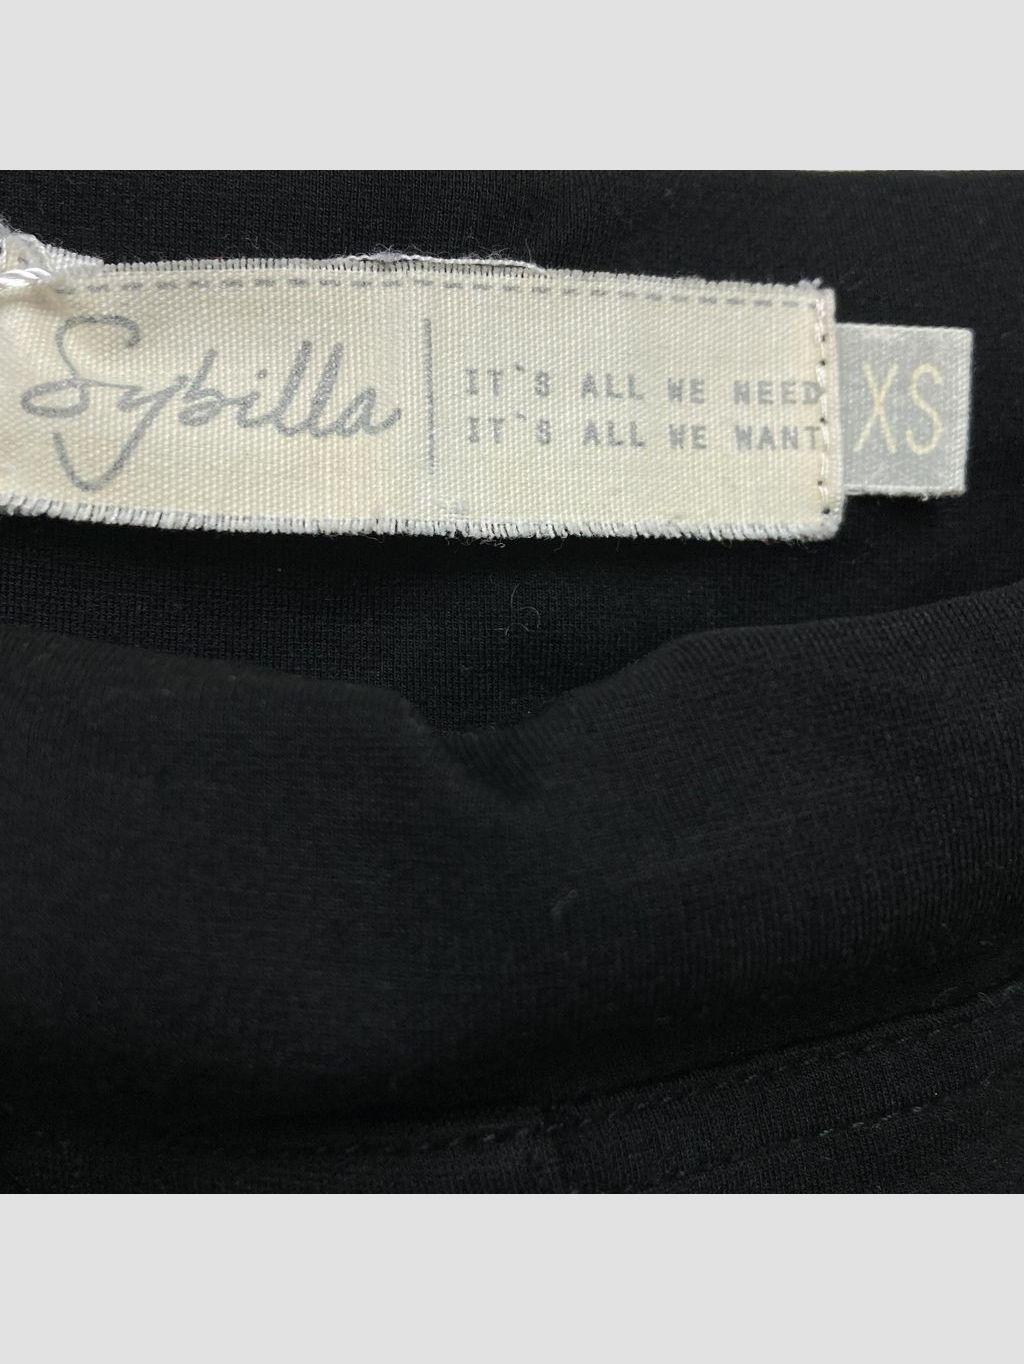 Sybilla
IT`S ALL WE NEED
IT`S ALL WE WANT
XS